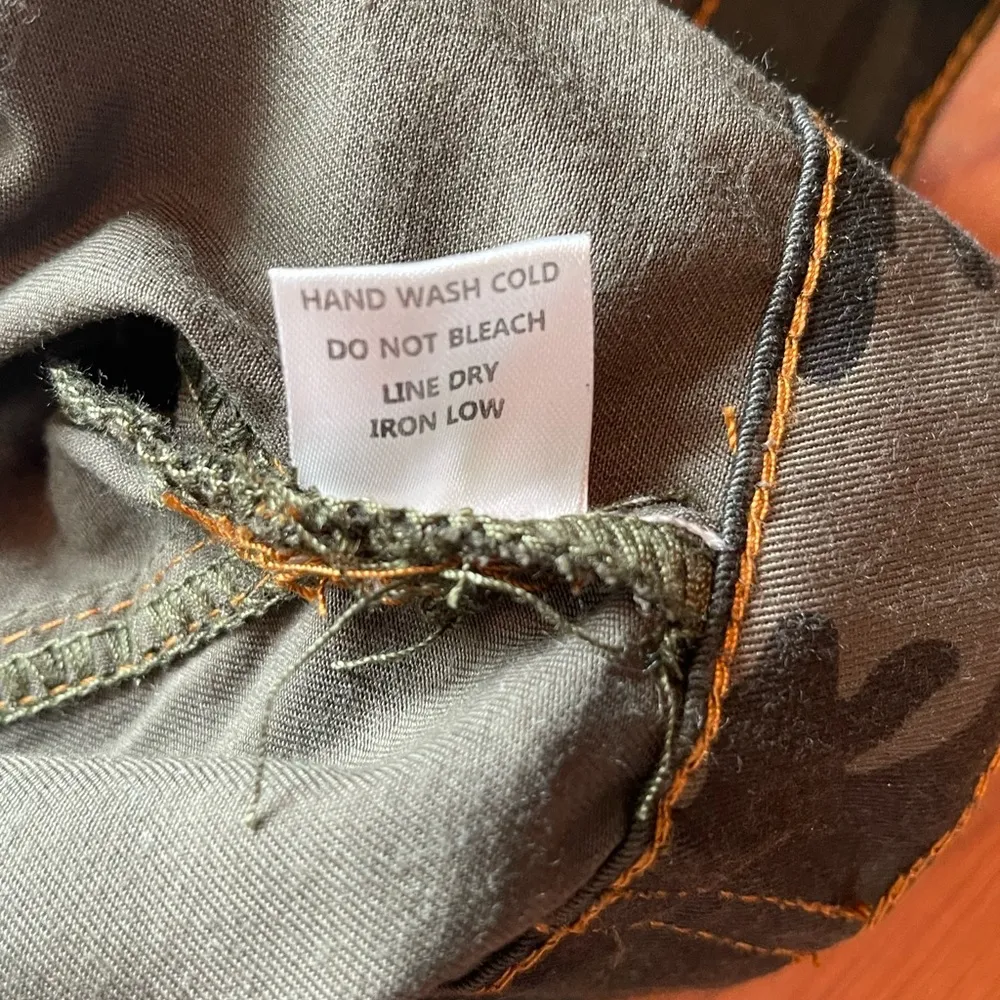 HAND WASH COLD
DO NOT BLEACH
LINE DRY
IRON LOW